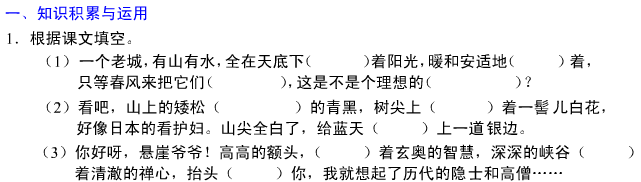 一、知识积累与运用
1．根据课文填空。
（1）一个老城，有山有水，全在天底下（　　　）着阳光，暖和安适地（　　）着，
只等春风来把它们（　　　　），这是不是个理想的（　　　　　）？
（2）看吧，山上的矮松（　　　　）的青黑，树尖上（　　　）着一髻儿白花，
好像日本的看护妇。山尖全白了，给蓝天（　　）上一道银边。
（3）你好呀，悬崖爷爷！高高的额头，（　　）着玄奥的智慧，深深的峡谷（　　）
着清澈的禅心，抬头（　　）你，我就想起了历代的隐士和高僧……